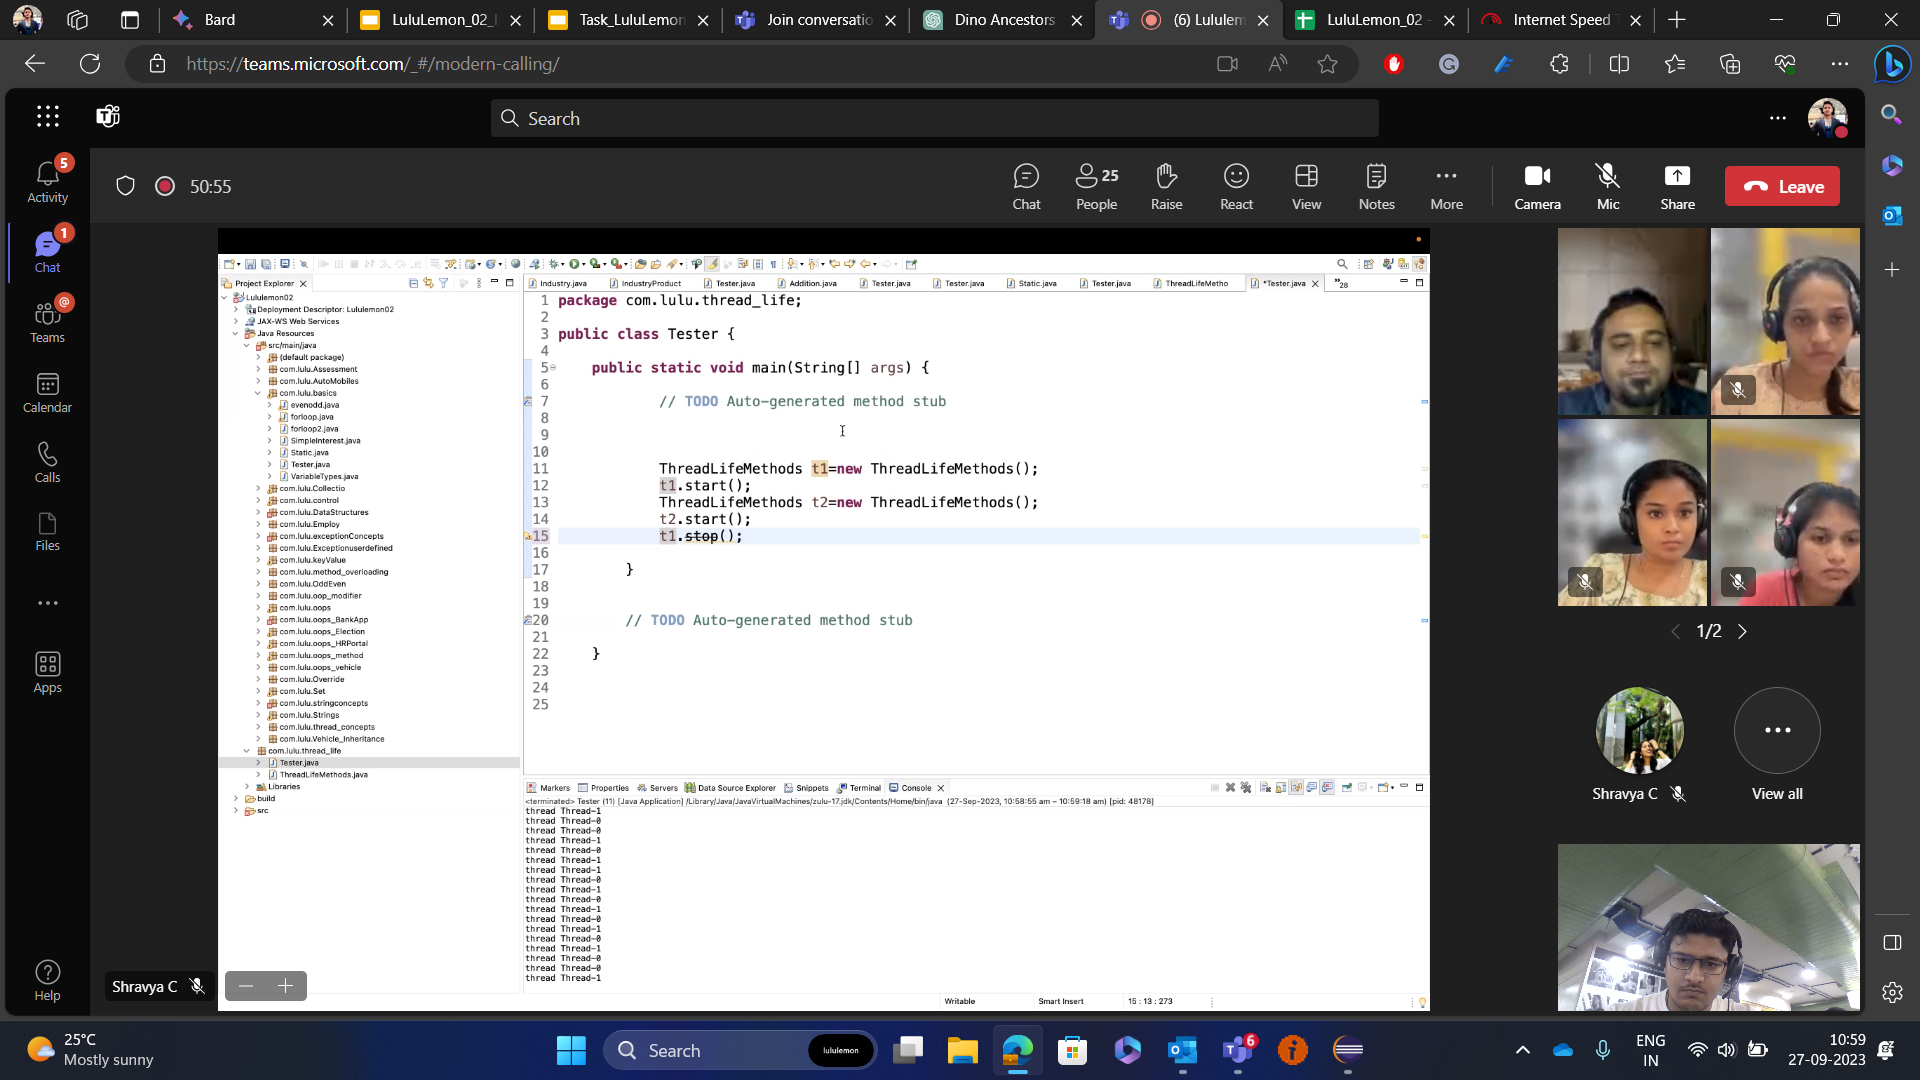 Bard
LuluLemon_02_
Task_LuluLemon
Join conversatio
Dino Ancestors
(6) Lululem
LuluLemon_02 -
Internet Speed T
https://teams.microsoft.com/_#/modern-calling/
Search
50:55
Chat
25
People
Raise
React
View
Notes
More
Camera
Mic
Share
Leave
5
Activity
1
Chat
@
Teams
Calendar
Calls
Files
Apps
Help
Project Explorer
Lululemon02
Deployment Descriptor: Lululemon02
JAX-WS Web Services
Java Resources
src/main/java
(default package)
com.lulu.Assessment
com.lulu.AutoMobiles
com.lulu.basics
evenodd.java
forloop.java
forloop2.java
SimpleInterest.java
Static.java
Tester.java
VariableTypes.java
com.lulu.Collectio
com.lulu.control
com.lulu.DataStructures
com.lulu.Employ
com.lulu.exceptionConcepts
com.lulu.Exceptionuserdefined
com.lulu.keyValue
com.lulu.method_overloading
com.lulu.OddEven
com.lulu.oop_modifier
com.lulu.oops
com.lulu.oops_BankApp
com.lulu.oops_Election
com.lulu.oops_HRPortal
com.lulu.oops_method
com.lulu.oops_vehicle
com.lulu.Override
com.lulu.Set
com.lulu.stringconcepts
com.lulu.Strings
com.lulu.thread_concepts
com.lulu.Vehicle_Inheritance
com.lulu.thread_life
Tester.java
ThreadLifeMethods.java
Libraries
build
src
Industry.java
IndustryProduct
Tester.java
Addition.java
Tester.java
Tester.java
Static.java
Tester.java
ThreadLifeMetho
*Tester.java
28
1 package com.lulu.thread_life;
2
3 public class Tester {
4
5 public static void main(String[] args) {
6
7 // TODO Auto-generated method stub
8
9
10
11 ThreadLifeMethods t1=new ThreadLifeMethods();
12 t1.start();
13 ThreadLifeMethods t2=new ThreadLifeMethods();
14 t2.start();
15 t1.stop();
16
17 }
18
19
20 // TODO Auto-generated method stub
21
22 }
23
24
25
Markers
Properties
Servers
Data Source Explorer
Snippets
Terminal
Console
<terminated> Tester (11) [Java Application] /Library/Java/JavaVirtualMachines/zulu-17.jdk/Contents/Home/bin/java (27-Sep-2023, 10:58:55 am – 10:59:18 am) [pid: 48178]
thread Thread-1
thread Thread-0
thread Thread-0
thread Thread-1
thread Thread-0
thread Thread-1
thread Thread-1
thread Thread-0
thread Thread-1
thread Thread-0
thread Thread-1
thread Thread-0
thread Thread-1
thread Thread-0
thread Thread-1
thread Thread-0
thread Thread-0
thread Thread-1
Writable
Smart Insert
15 : 13 : 273
Shravya C
1/2
Shravya C
View all
25°C
Mostly sunny
Search
lululemon
6
ENG
IN
10:59
27-09-2023